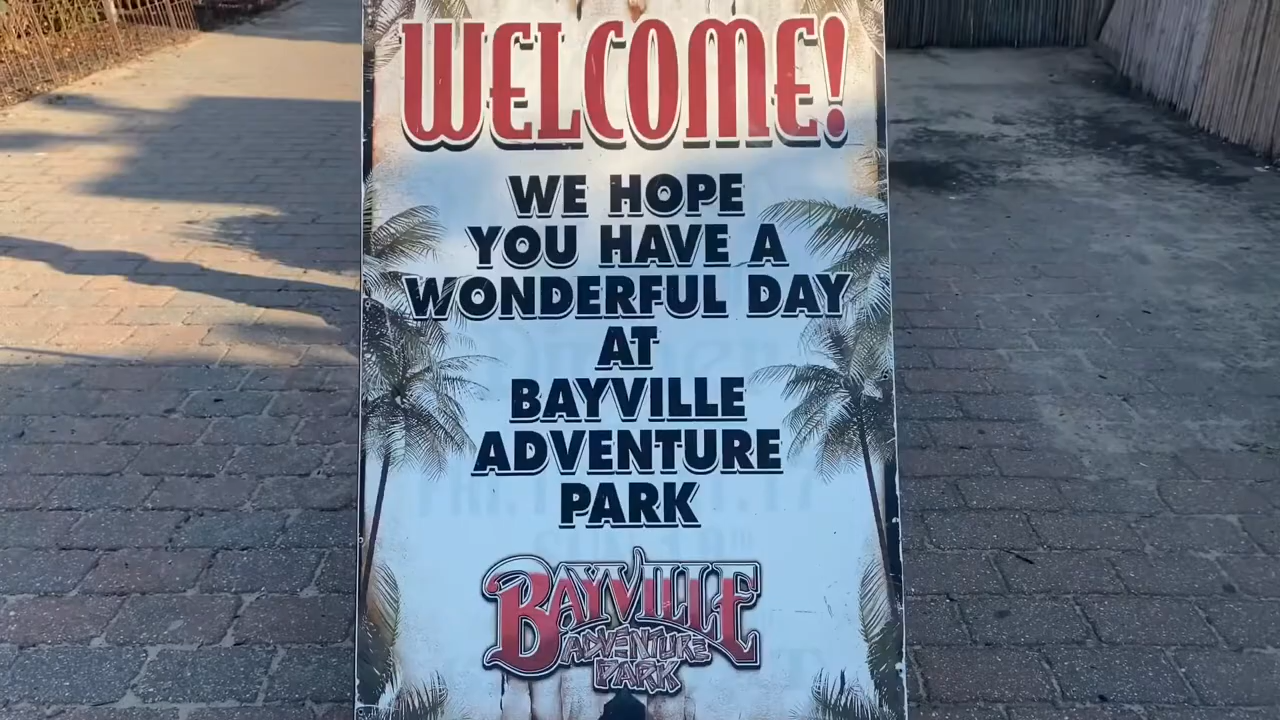 WELCOME!
WE HOPE
YOU HAVE A
WONDERFUL DAY
AT
BAYVILLE
ADVENTURE
PARK
BAYVILLE
ADVENTURE
PARK